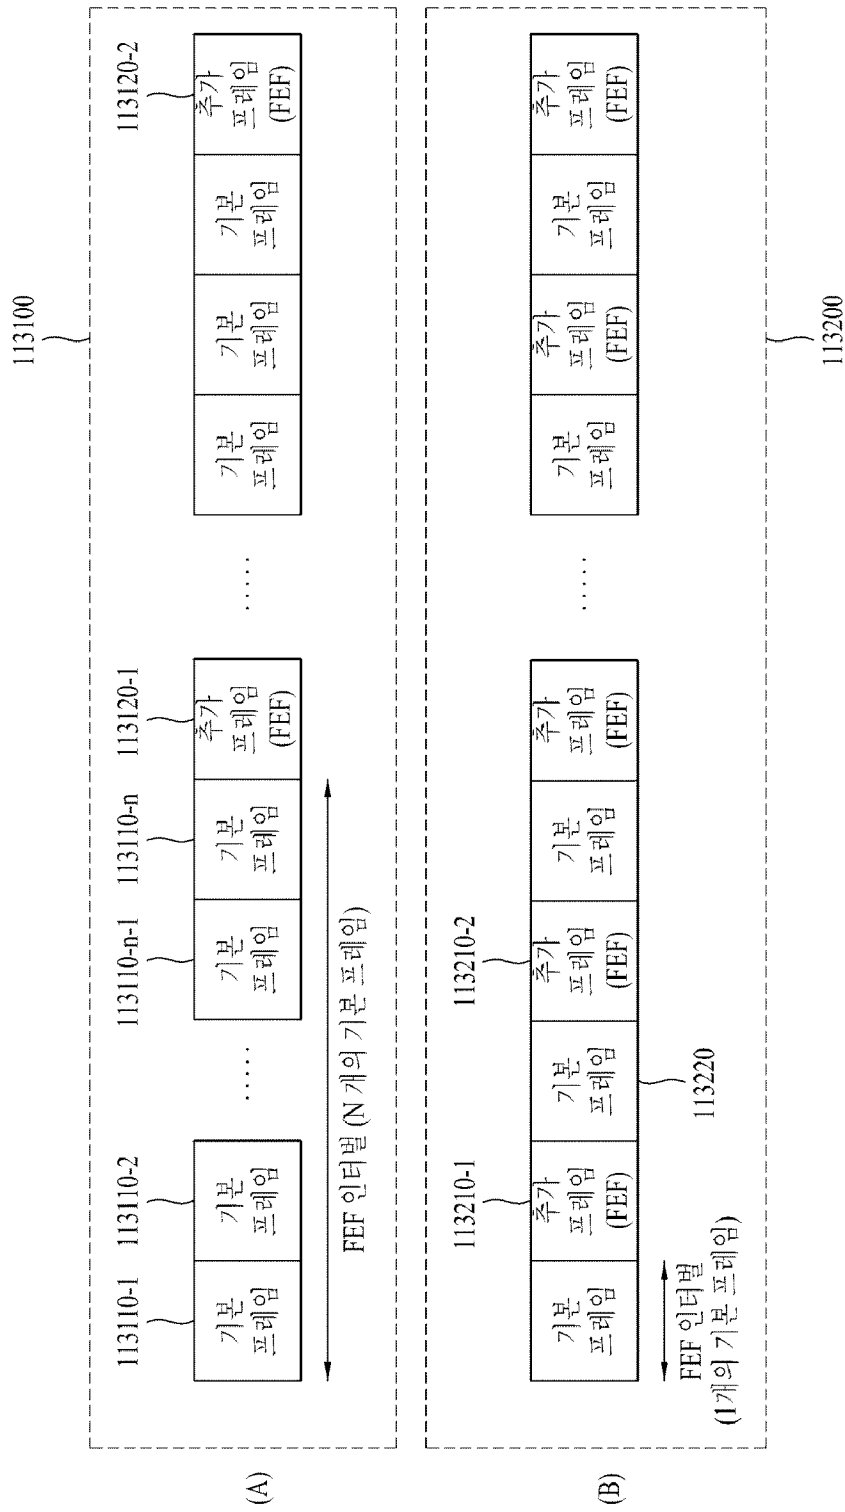 113100
(A)
113110-1
113110-2
113110-n-1
113110-n
113120-1
113120-2
기본
프레임
기본
프레임
.....
기본
프레임
기본
프레임
추가
프레임
(FEF)
.....
기본
프레임
기본
프레임
기본
프레임
추가
프레임
(FEF)
FEF 인터벌 (N 개의 기본 프레임)
(B)
113210-1
113210-2
기본
프레임
추가
프레임
(FEF)
기본
프레임
추가
프레임
(FEF)
기본
프레임
추가
프레임
(FEF)
.....
기본
프레임
추가
프레임
(FEF)
기본
프레임
추가
프레임
(FEF)
113220
FEF 인터벌
(1개의 기본 프레임)
113200